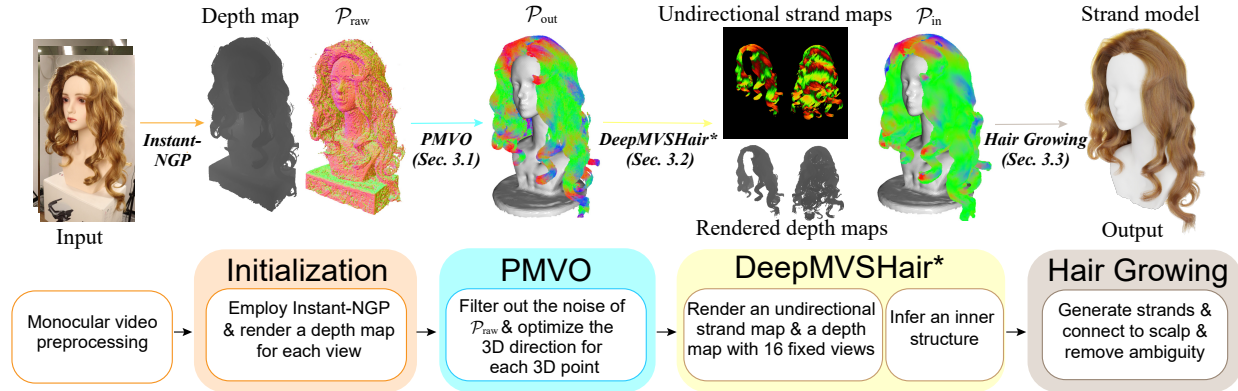 Depth map
𝒫raw
𝒫out
Undirectional strand maps
𝒫in
Strand model
Instant-
NGP
PMVO
(Sec. 3.1)
DeepMVSHair*
(Sec. 3.2)
Hair Growing
(Sec. 3.3)
Input
Rendered depth maps
Output
Monocular video
preprocessing
Initialization
Employ Instant-NGP
& render a depth map
for each view
PMVO
Filter out the noise of
𝒫raw & optimize the
3D direction for
each 3D point
DeepMVSHair*
Render an undirectional
strand map & a depth
map with 16 fixed views
Infer an inner
structure
Hair Growing
Generate strands &
connect to scalp &
remove ambiguity